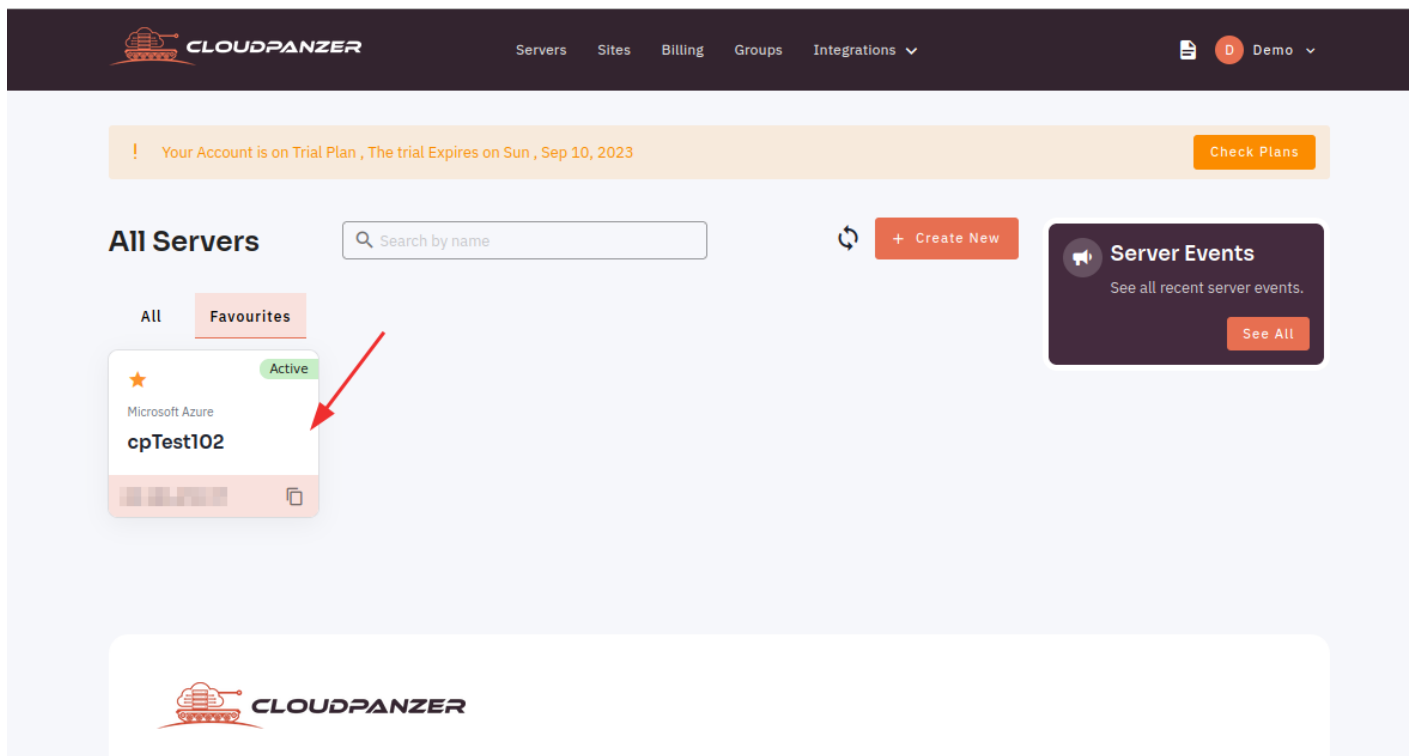 CLOUDPANZER
Servers Sites Billing Groups Integrations
D Demo
! Your Account is on Trial Plan , The trial Expires on Sun , Sep 10, 2023
Check Plans
All Servers
Search by name
+ Create New
Server Events
See all recent server events.
See All
All Favourites
Active
Microsoft Azure
cpTest102
CLOUDPANZER